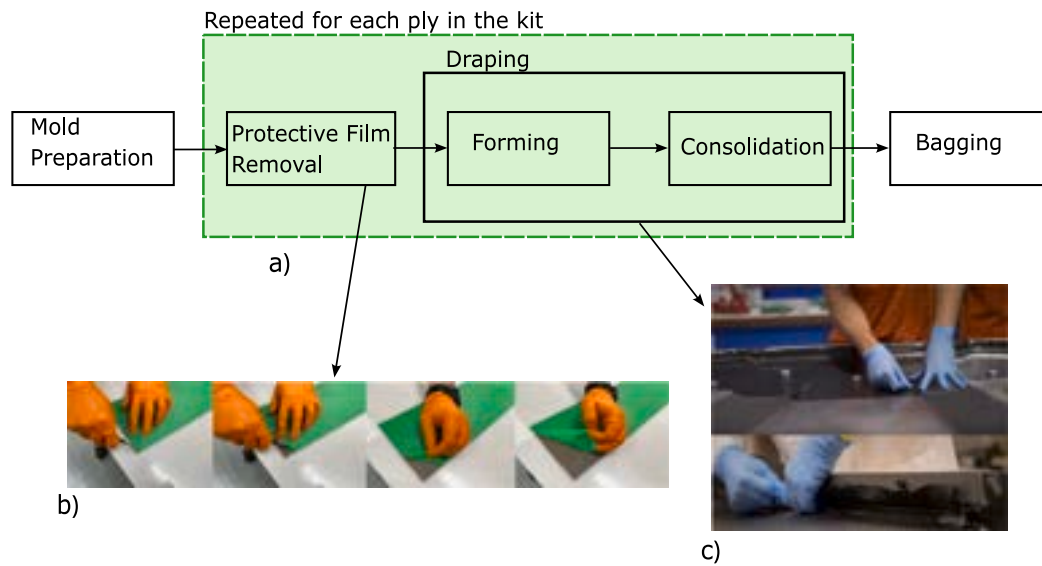 Repeated for each ply in the kit
Draping
Mold
Preparation
Protective Film
Removal
Forming
Consolidation
Bagging
a)
b)
c)